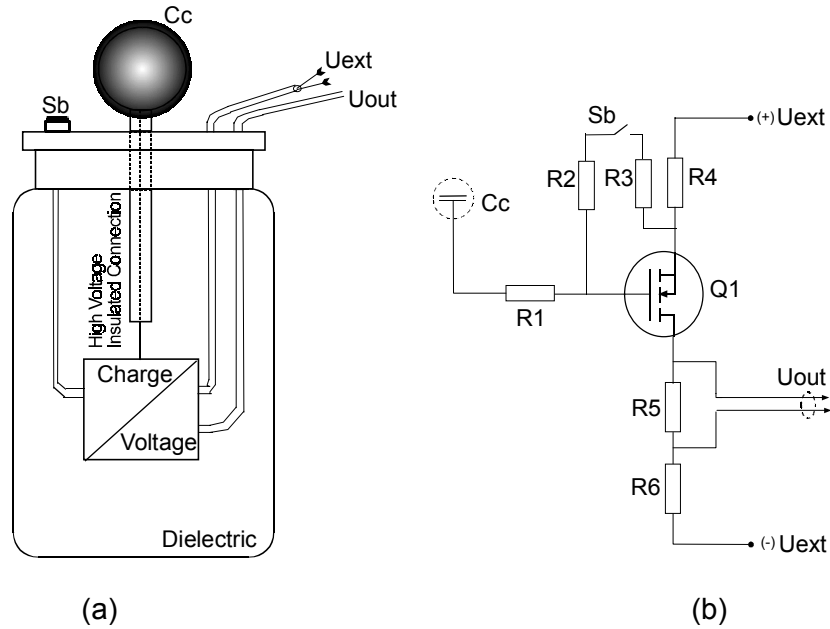 Cc
Uext
Uout
Sb
High Voltage
Insulated Connection
Charge
Voltage
Dielectric
(a)
Sb
(+) Uext
R2
R3
R4
Cc
Q1
R1
Uout
R5
R6
(-) Uext
(b)